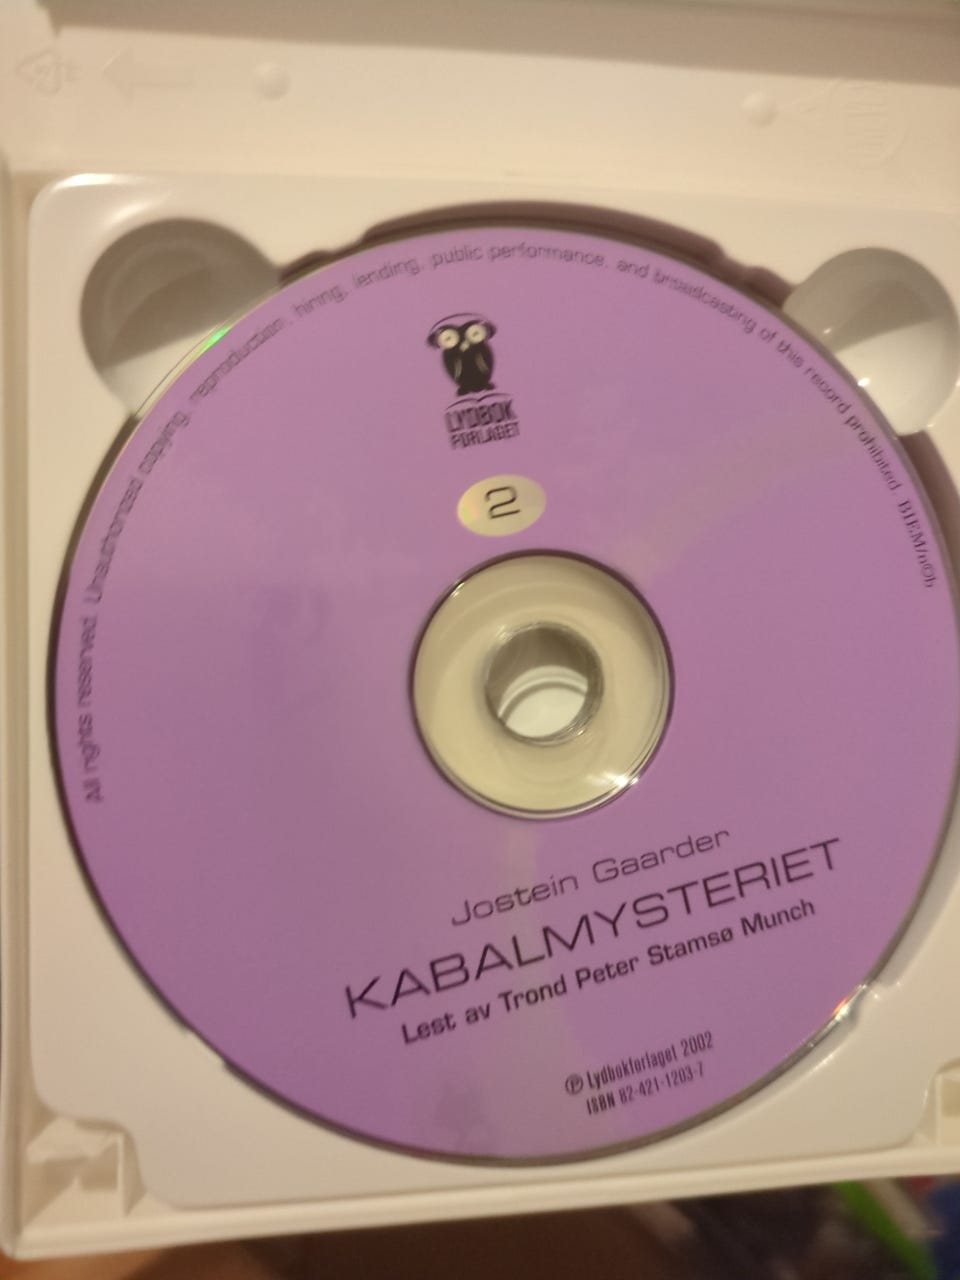 All rights reserved. Unauthorized copying, reproduction, hiring, lending, public performance, and broadcasting of this record prohibited. BIEM/n©b
LYDBOK
FORLAGET
2
Jostein Gaarder
KABALMYSTERIET
Lest av Trond Peter Stamsø Munch
℗ Lydbokforlaget 2002
ISBN 82-421-1203-7